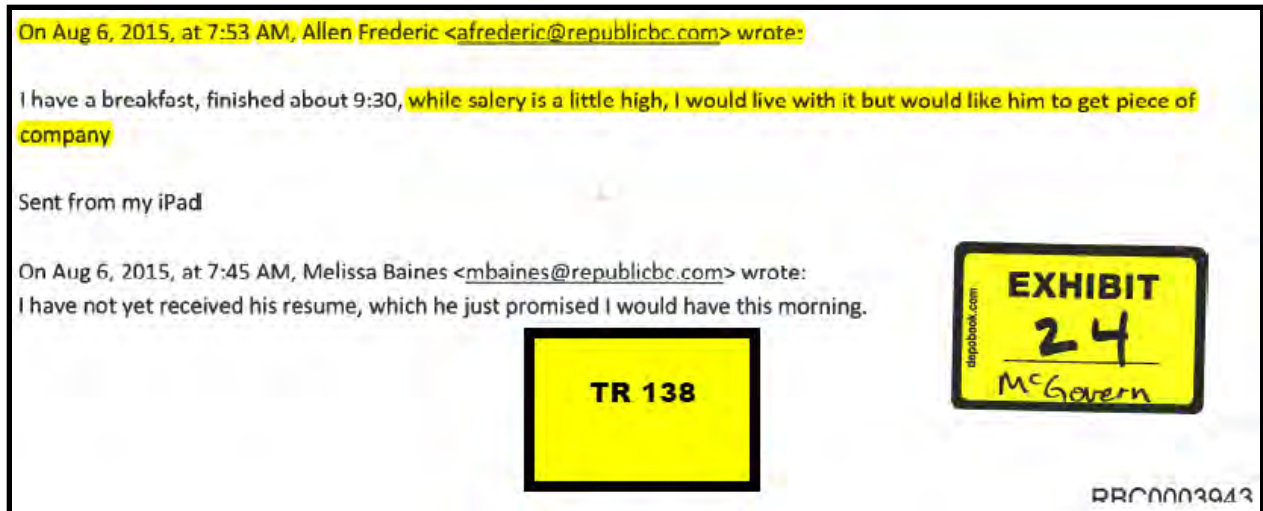 On Aug 6, 2015, at 7:53 AM, Allen Frederic <afrederic@republicbc.com> wrote:
I have a breakfast, finished about 9:30, while salery is a little high, I would live with it but would like him to get piece of
company
Sent from my iPad
On Aug 6, 2015, at 7:45 AM, Melissa Baines <mbaines@republicbc.com> wrote:
I have not yet received his resume, which he just promised I would have this morning.
depobook.com
EXHIBIT
24
McGovern
TR 138
RBC0003943